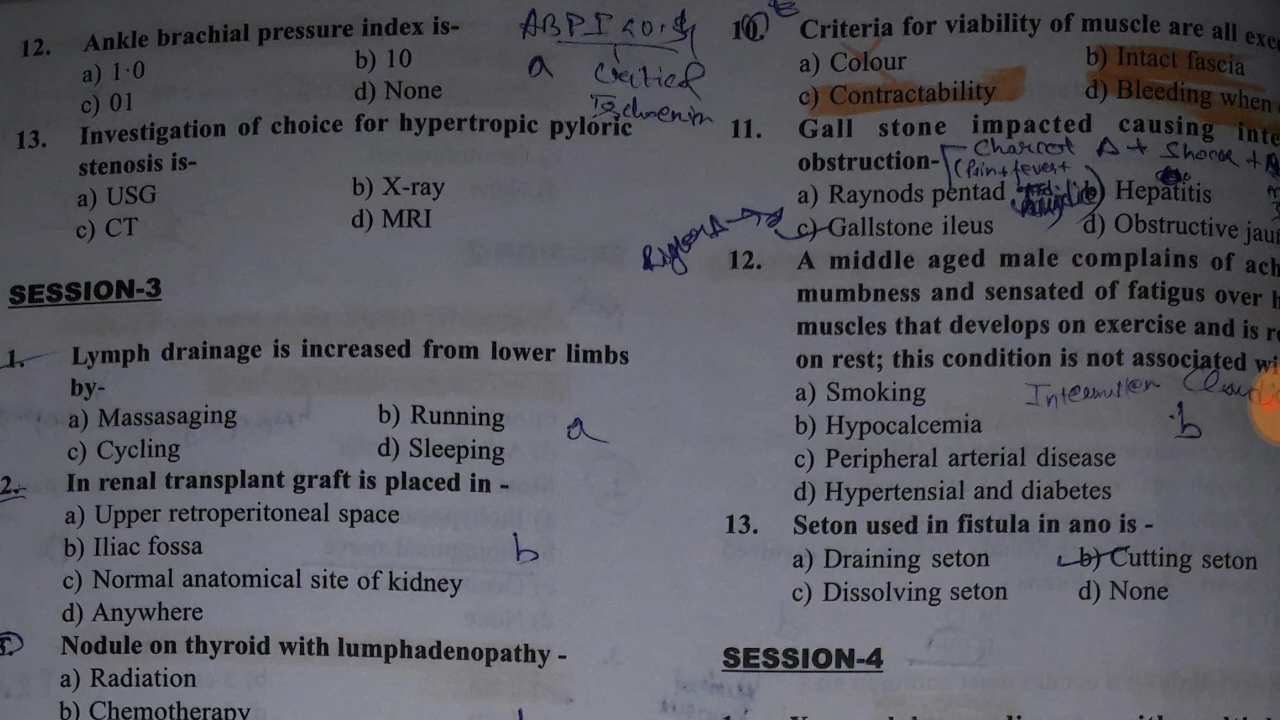 12. Ankle brachial pressure index is-
a) 1·0 b) 10
c) 01 d) None
a
13. Investigation of choice for hypertropic pyloric
stenosis is-
a) USG b) X-ray
c) CT d) MRI
SESSION-3
1. Lymph drainage is increased from lower limbs
by-
a) Massasaging b) Running
c) Cycling d) Sleeping
a
2. In renal transplant graft is placed in -
a) Upper retroperitoneal space
b) Iliac fossa
b
c) Normal anatomical site of kidney
d) Anywhere
Nodule on thyroid with lumphadenopathy -
a) Radiation
b) Chemotherapy
10. Criteria for viability of muscle are all exc
a) Colour b) Intact fascia
c) Contractability d) Bleeding when
11. Gall stone impacted causing inte
obstruction-
a) Raynods pentad b) Hepatitis
c) Gallstone ileus d) Obstructive jau
12. A middle aged male complains of ach
mumbness and sensated of fatigus over
muscles that develops on exercise and is r
on rest; this condition is not associated wi
a) Smoking
b) Hypocalcemia
b
c) Peripheral arterial disease
d) Hypertensial and diabetes
13. Seton used in fistula in ano is -
a) Draining seton b) Cutting seton
c) Dissolving seton d) None
SESSION-4